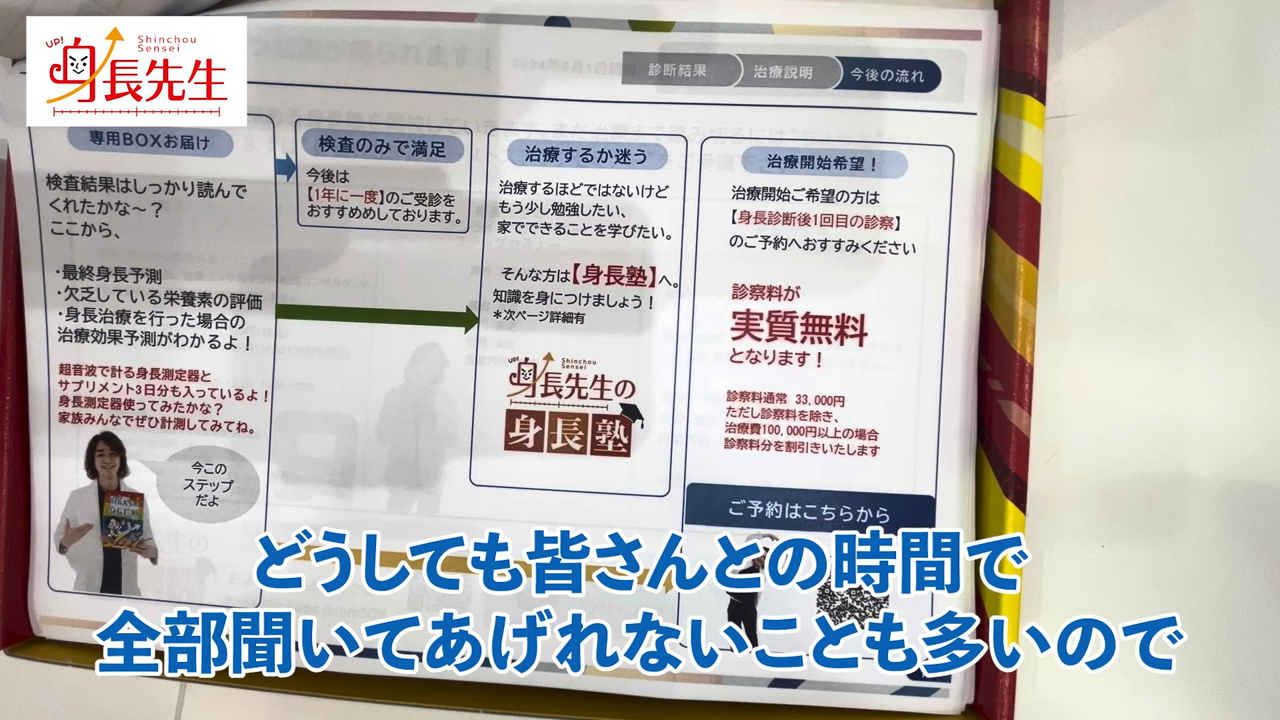 UP!
Shinchou
Sensei
身長先生
診断結果
治療説明
今後の流れ
専用BOXお届け
検査結果はしっかり読んで
くれたかな～？
ここから、
・最終身長予測
・欠乏している栄養素の評価
・身長治療を行った場合の
治療効果予測がわかるよ！
超音波で計る身長測定器と
サプリメント3日分も入っているよ！
身長測定器使ってみたかな？
家族みんなでぜひ計測してみてね。
今この
ステップ
だよ
検査のみで満足
今後は
【1年に一度】のご受診を
おすすめめしております。
治療するか迷う
治療するほどではないけど
もう少し勉強したい、
家でできることを学びたい。
そんな方は【身長塾】へ。
知識を身につけましょう！
＊次ページ詳細有
UP!
Shinchou
Sensei
身長先生の
身長塾
治療開始希望！
治療開始ご希望の方は
【身長診断後1回目の診察】
のご予約へおすすみください
診察料が
実質無料
となります！
診察料通常 33,000円
ただし診察料を除き、
治療費100,000円以上の場合
診察料分を割引きいたします
ご予約はこちらから
どうしても皆さんとの時間で
全部聞いてあげれないことも多いので